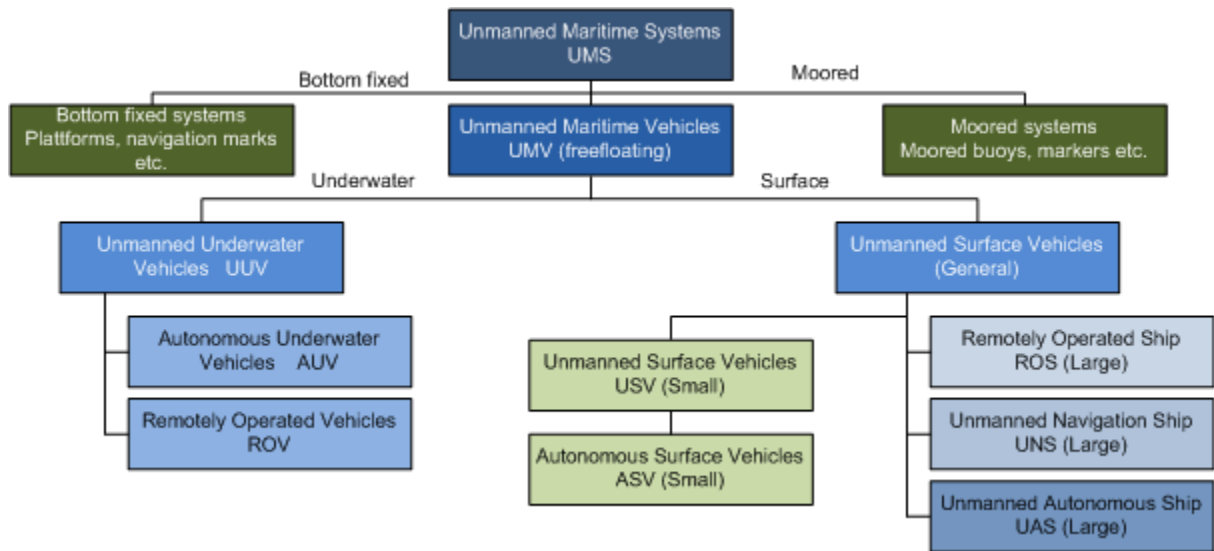 Unmanned Maritime Systems
UMS
Bottom fixed
Moored
Bottom fixed systems
Plattforms, navigation marks
etc.
Unmanned Maritime Vehicles
UMV (freefloating)
Moored systems
Moored buoys, markers etc.
Underwater
Surface
Unmanned Underwater
Vehicles UUV
Unmanned Surface Vehicles
(General)
Autonomous Underwater
Vehicles AUV
Remotely Operated Vehicles
ROV
Unmanned Surface Vehicles
USV (Small)
Autonomous Surface Vehicles
ASV (Small)
Remotely Operated Ship
ROS (Large)
Unmanned Navigation Ship
UNS (Large)
Unmanned Autonomous Ship
UAS (Large)